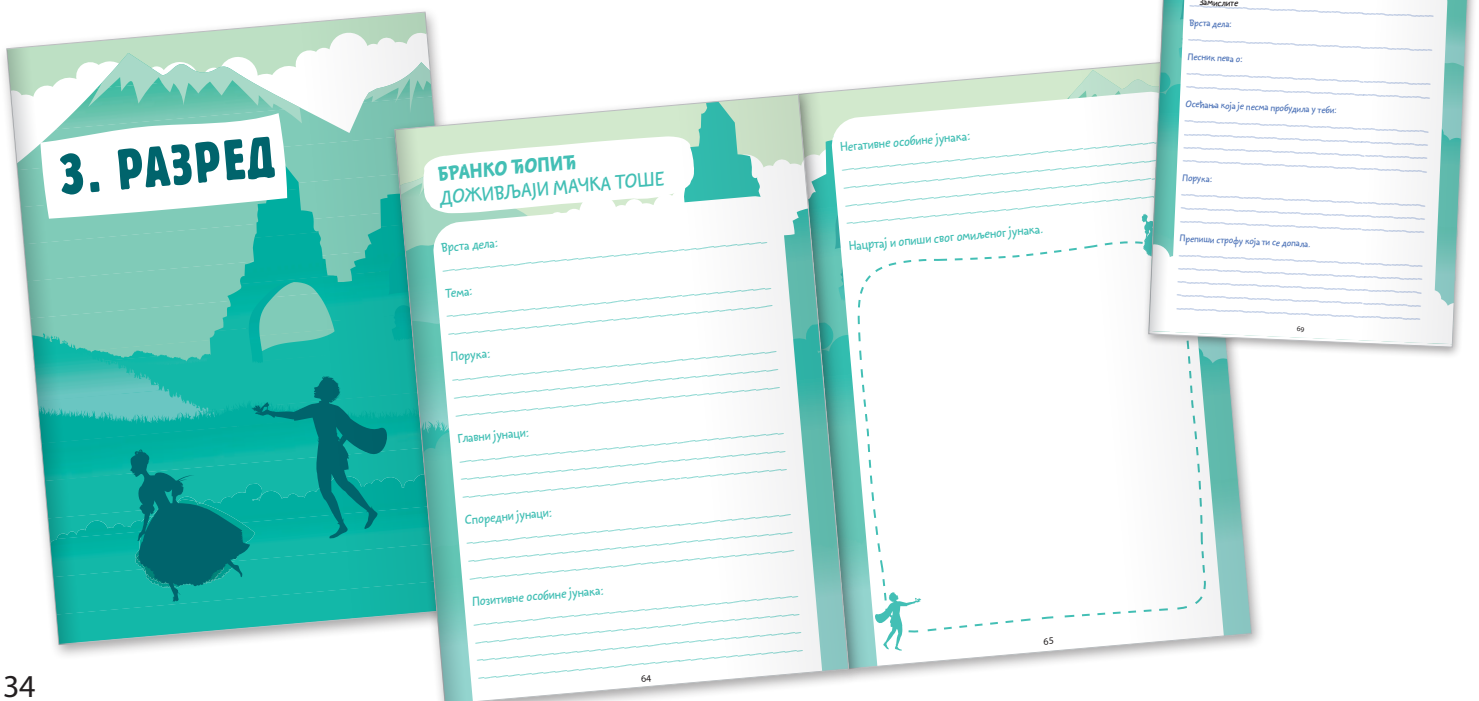 3. РАЗРЕД
БРАНКО ЋОПИЋ
ДОЖИВЉАЈИ МАЧКА ТОШЕ
Врста дела:
Тема:
Порука:
Главни јунаци:
Споредни јунаци:
Позитивне особине јунака:
64
Негативне особине јунака:
Нацртај и опиши свог омиљеног јунака.
65
Замислите
Врста дела:
Песник пева о:
Осећања која је песма пробудила у теби:
Порука:
Препиши строфу која ти се допала.
69
34